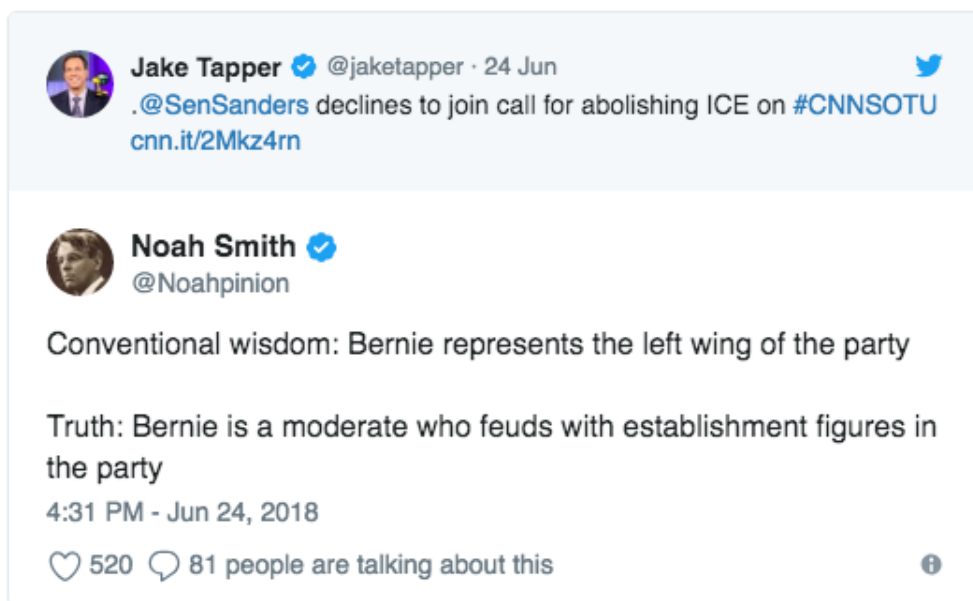 Jake Tapper @jaketapper · 24 Jun
.@SenSanders declines to join call for abolishing ICE on #CNNSOTU
cnn.it/2Mkz4rn
Noah Smith
@Noahpinion
Conventional wisdom: Bernie represents the left wing of the party
Truth: Bernie is a moderate who feuds with establishment figures in
the party
4:31 PM - Jun 24, 2018
520 81 people are talking about this